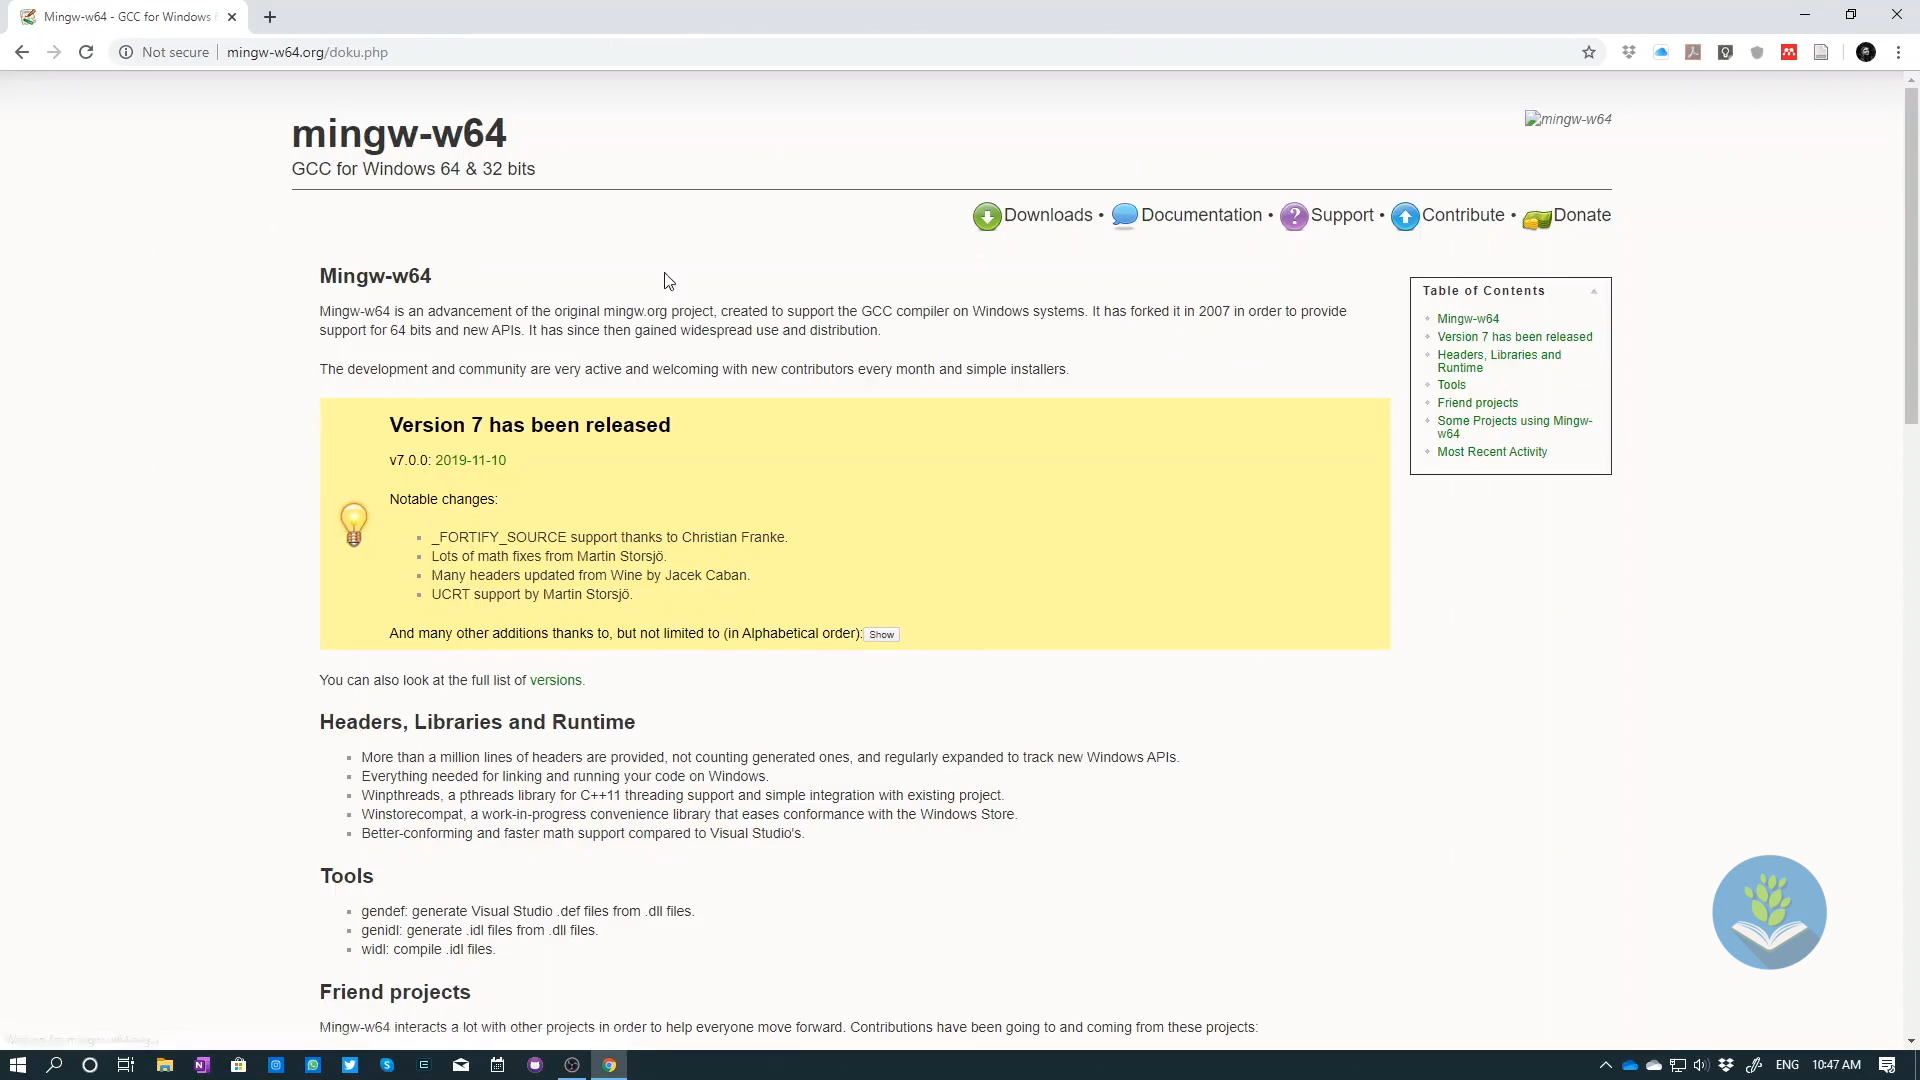 Mingw-w64 - GCC for Windows
Not secure
mingw-w64.org/doku.php
mingw-w64
mingw-w64
GCC for Windows 64 & 32 bits
Downloads • Documentation • Support • Contribute • Donate
Mingw-w64
Mingw-w64 is an advancement of the original mingw.org project, created to support the GCC compiler on Windows systems. It has forked it in 2007 in order to provide
support for 64 bits and new APIs. It has since then gained widespread use and distribution.
The development and community are very active and welcoming with new contributors every month and simple installers.
Table of Contents
Mingw-w64
Version 7 has been released
Headers, Libraries and
Runtime
Tools
Friend projects
Some Projects using Mingw-
w64
Most Recent Activity
Version 7 has been released
v7.0.0: 2019-11-10
Notable changes:
_FORTIFY_SOURCE support thanks to Christian Franke.
Lots of math fixes from Martin Storsjö.
Many headers updated from Wine by Jacek Caban.
UCRT support by Martin Storsjö.
And many other additions thanks to, but not limited to (in Alphabetical order): Show
You can also look at the full list of versions.
Headers, Libraries and Runtime
More than a million lines of headers are provided, not counting generated ones, and regularly expanded to track new Windows APIs.
Everything needed for linking and running your code on Windows.
Winpthreads, a pthreads library for C++11 threading support and simple integration with existing project.
Winstorecompat, a work-in-progress convenience library that eases conformance with the Windows Store.
Better-conforming and faster math support compared to Visual Studio's.
Tools
gendef: generate Visual Studio .def files from .dll files.
genidl: generate .idl files from .dll files.
widl: compile .idl files.
Friend projects
Mingw-w64 interacts a lot with other projects in order to help everyone move forward. Contributions have been going to and coming from these projects:
ENG
10:47 AM